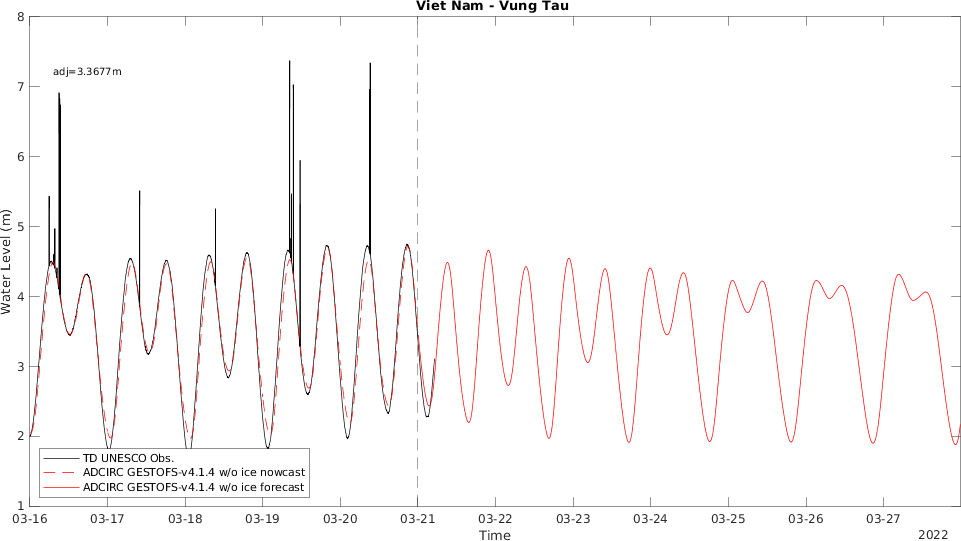 Viet Nam - Vung Tau
8
adj=3.3677m
7
6
5
4
3
2
1
Water Level (m)
TD UNESCO Obs.
ADCIRC GESTOFS-v4.1.4 w/o ice nowcast
ADCIRC GESTOFS-v4.1.4 w/o ice forecast
03-16 03-17 03-18 03-19 03-20 03-21 03-22 03-23 03-24 03-25 03-26 03-27
Time
2022